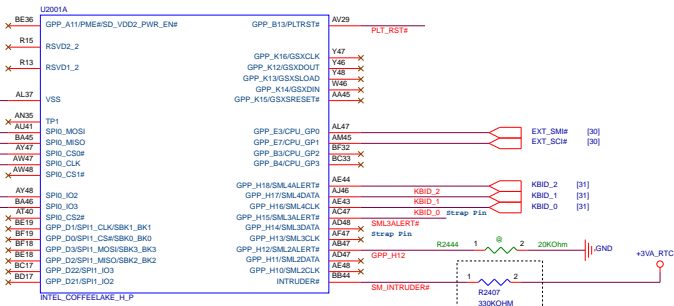 U2001A
BE36 GPP_A11/PME#/SD_VDD2_PWR_EN# GPP_B13/PLTRST# AV29 PLT_RST#
R15 RSVD2_2
GPP_K16/GSXCLK Y47
R13 RSVD1_2 GPP_K12/GSXDOUT Y46
GPP_K13/GSXSLOAD Y48
GPP_K14/GSXDIN W46
AL37 VSS GPP_K15/GSXSRESET# AA45
AN35 TP1
AU41 SPI0_MOSI GPP_E3/CPU_GP0 AL47 EXT_SMI# [30]
BA45 SPI0_MISO GPP_E7/CPU_GP1 AM45 EXT_SCI# [30]
AY47 SPI0_CS0# GPP_B3/CPU_GP2 BF32
AW47 SPI0_CLK GPP_B4/CPU_GP3 BC33
AW48 SPI0_CS1#
GPP_H18/SML4ALERT# AE44 KBID_2 KBID_2 [31]
AY48 SPI0_IO2 GPP_H17/SML4DATA AJ46 KBID_1 KBID_1 [31]
BA46 SPI0_IO3 GPP_H16/SML4CLK AE43 KBID_0 Strap Pin KBID_0 [31]
AT40 SPI0_CS2# GPP_H15/SML3ALERT# AC47 SML3ALERT#
BE19 GPP_D1/SPI1_CLK/SBK1_BK1 GPP_H14/SML3DATA AD48 Strap Pin
BF19 GPP_D0/SPI1_CS#/SBK0_BK0 GPP_H13/SML3CLK AF47
BF18 GPP_D3/SPI1_MOSI/SBK3_BK3 GPP_H12/SML2ALERT# AB47 GPP_H12 R2444 1 @ 2 20KOhm GND
BE18 GPP_D2/SPI1_MISO/SBK2_BK2 GPP_H11/SML2DATA AD47 +3VA_RTC
BC17 GPP_D22/SPI1_IO3 GPP_H10/SML2CLK AE48
BD17 GPP_D21/SPI1_IO2 INTRUDER# BB44 SM_INTRUDER# 1 2
R2407
INTEL_COFFEELAKE_H_P 330KOHM